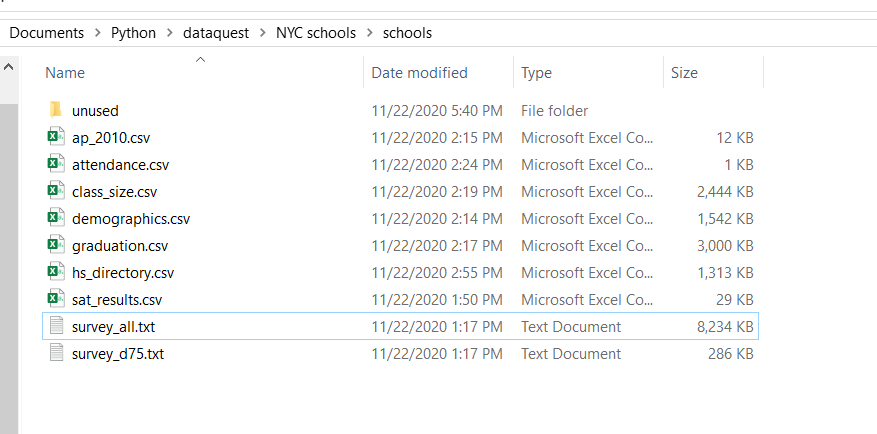 Documents > Python > dataquest > NYC schools > schools
Name Date modified Type Size
unused 11/22/2020 5:40 PM File folder
ap_2010.csv 11/22/2020 2:15 PM Microsoft Excel Co... 12 KB
attendance.csv 11/22/2020 2:24 PM Microsoft Excel Co... 1 KB
class_size.csv 11/22/2020 2:19 PM Microsoft Excel Co... 2,444 KB
demographics.csv 11/22/2020 2:14 PM Microsoft Excel Co... 1,542 KB
graduation.csv 11/22/2020 2:17 PM Microsoft Excel Co... 3,000 KB
hs_directory.csv 11/22/2020 2:55 PM Microsoft Excel Co... 1,313 KB
sat_results.csv 11/22/2020 1:50 PM Microsoft Excel Co... 29 KB
survey_all.txt 11/22/2020 1:17 PM Text Document 8,234 KB
survey_d75.txt 11/22/2020 1:17 PM Text Document 286 KB